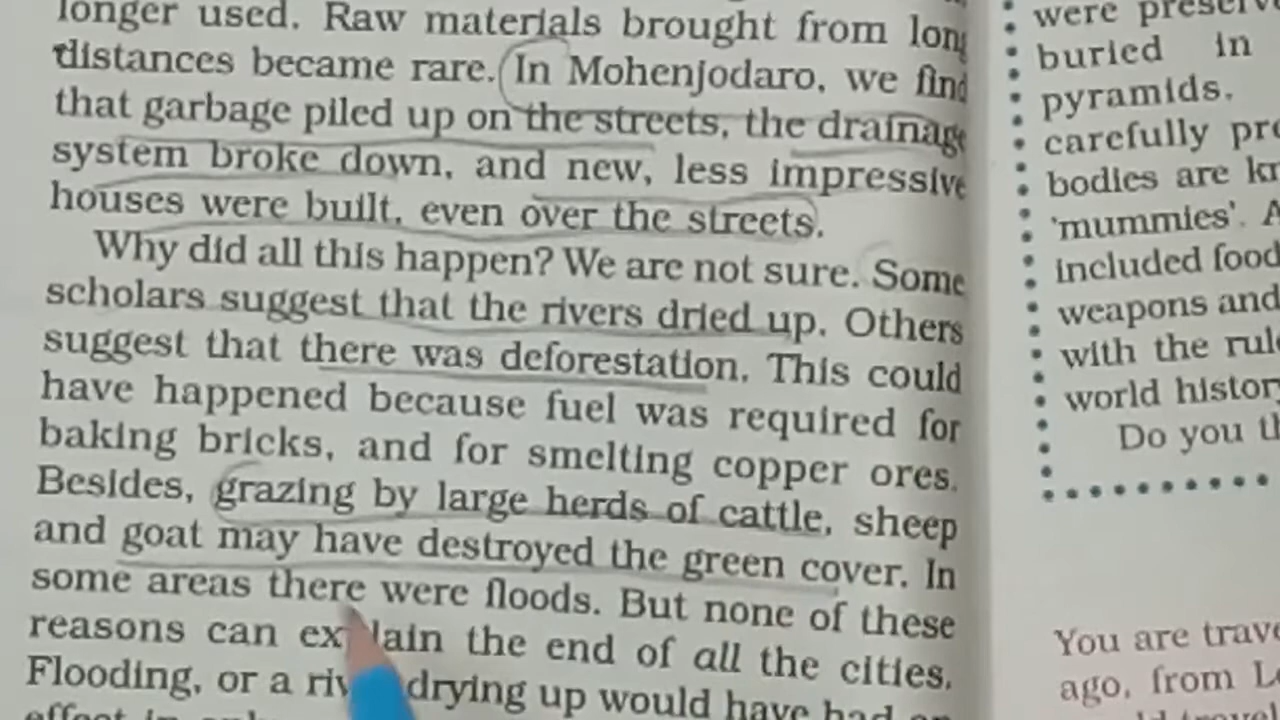 longer used. Raw materials brought from long
distances became rare. In Mohenjodaro, we find
that garbage piled up on the streets, the drainage
system broke down, and new, less impressive
houses were built, even over the streets.
Why did all this happen? We are not sure. Some
scholars suggest that the rivers dried up. Others
suggest that there was deforestation. This could
have happened because fuel was required for
baking bricks, and for smelting copper ores.
Besides, grazing by large herds of cattle, sheep
and goat may have destroyed the green cover. In
some areas there were floods. But none of these
reasons can explain the end of all the cities.
Flooding, or a river drying up would have had an
were
buried in
pyramids.
carefully
bodies are
'mummies'.
included food
weapons and
with the
world
Do you
You are
ago, from